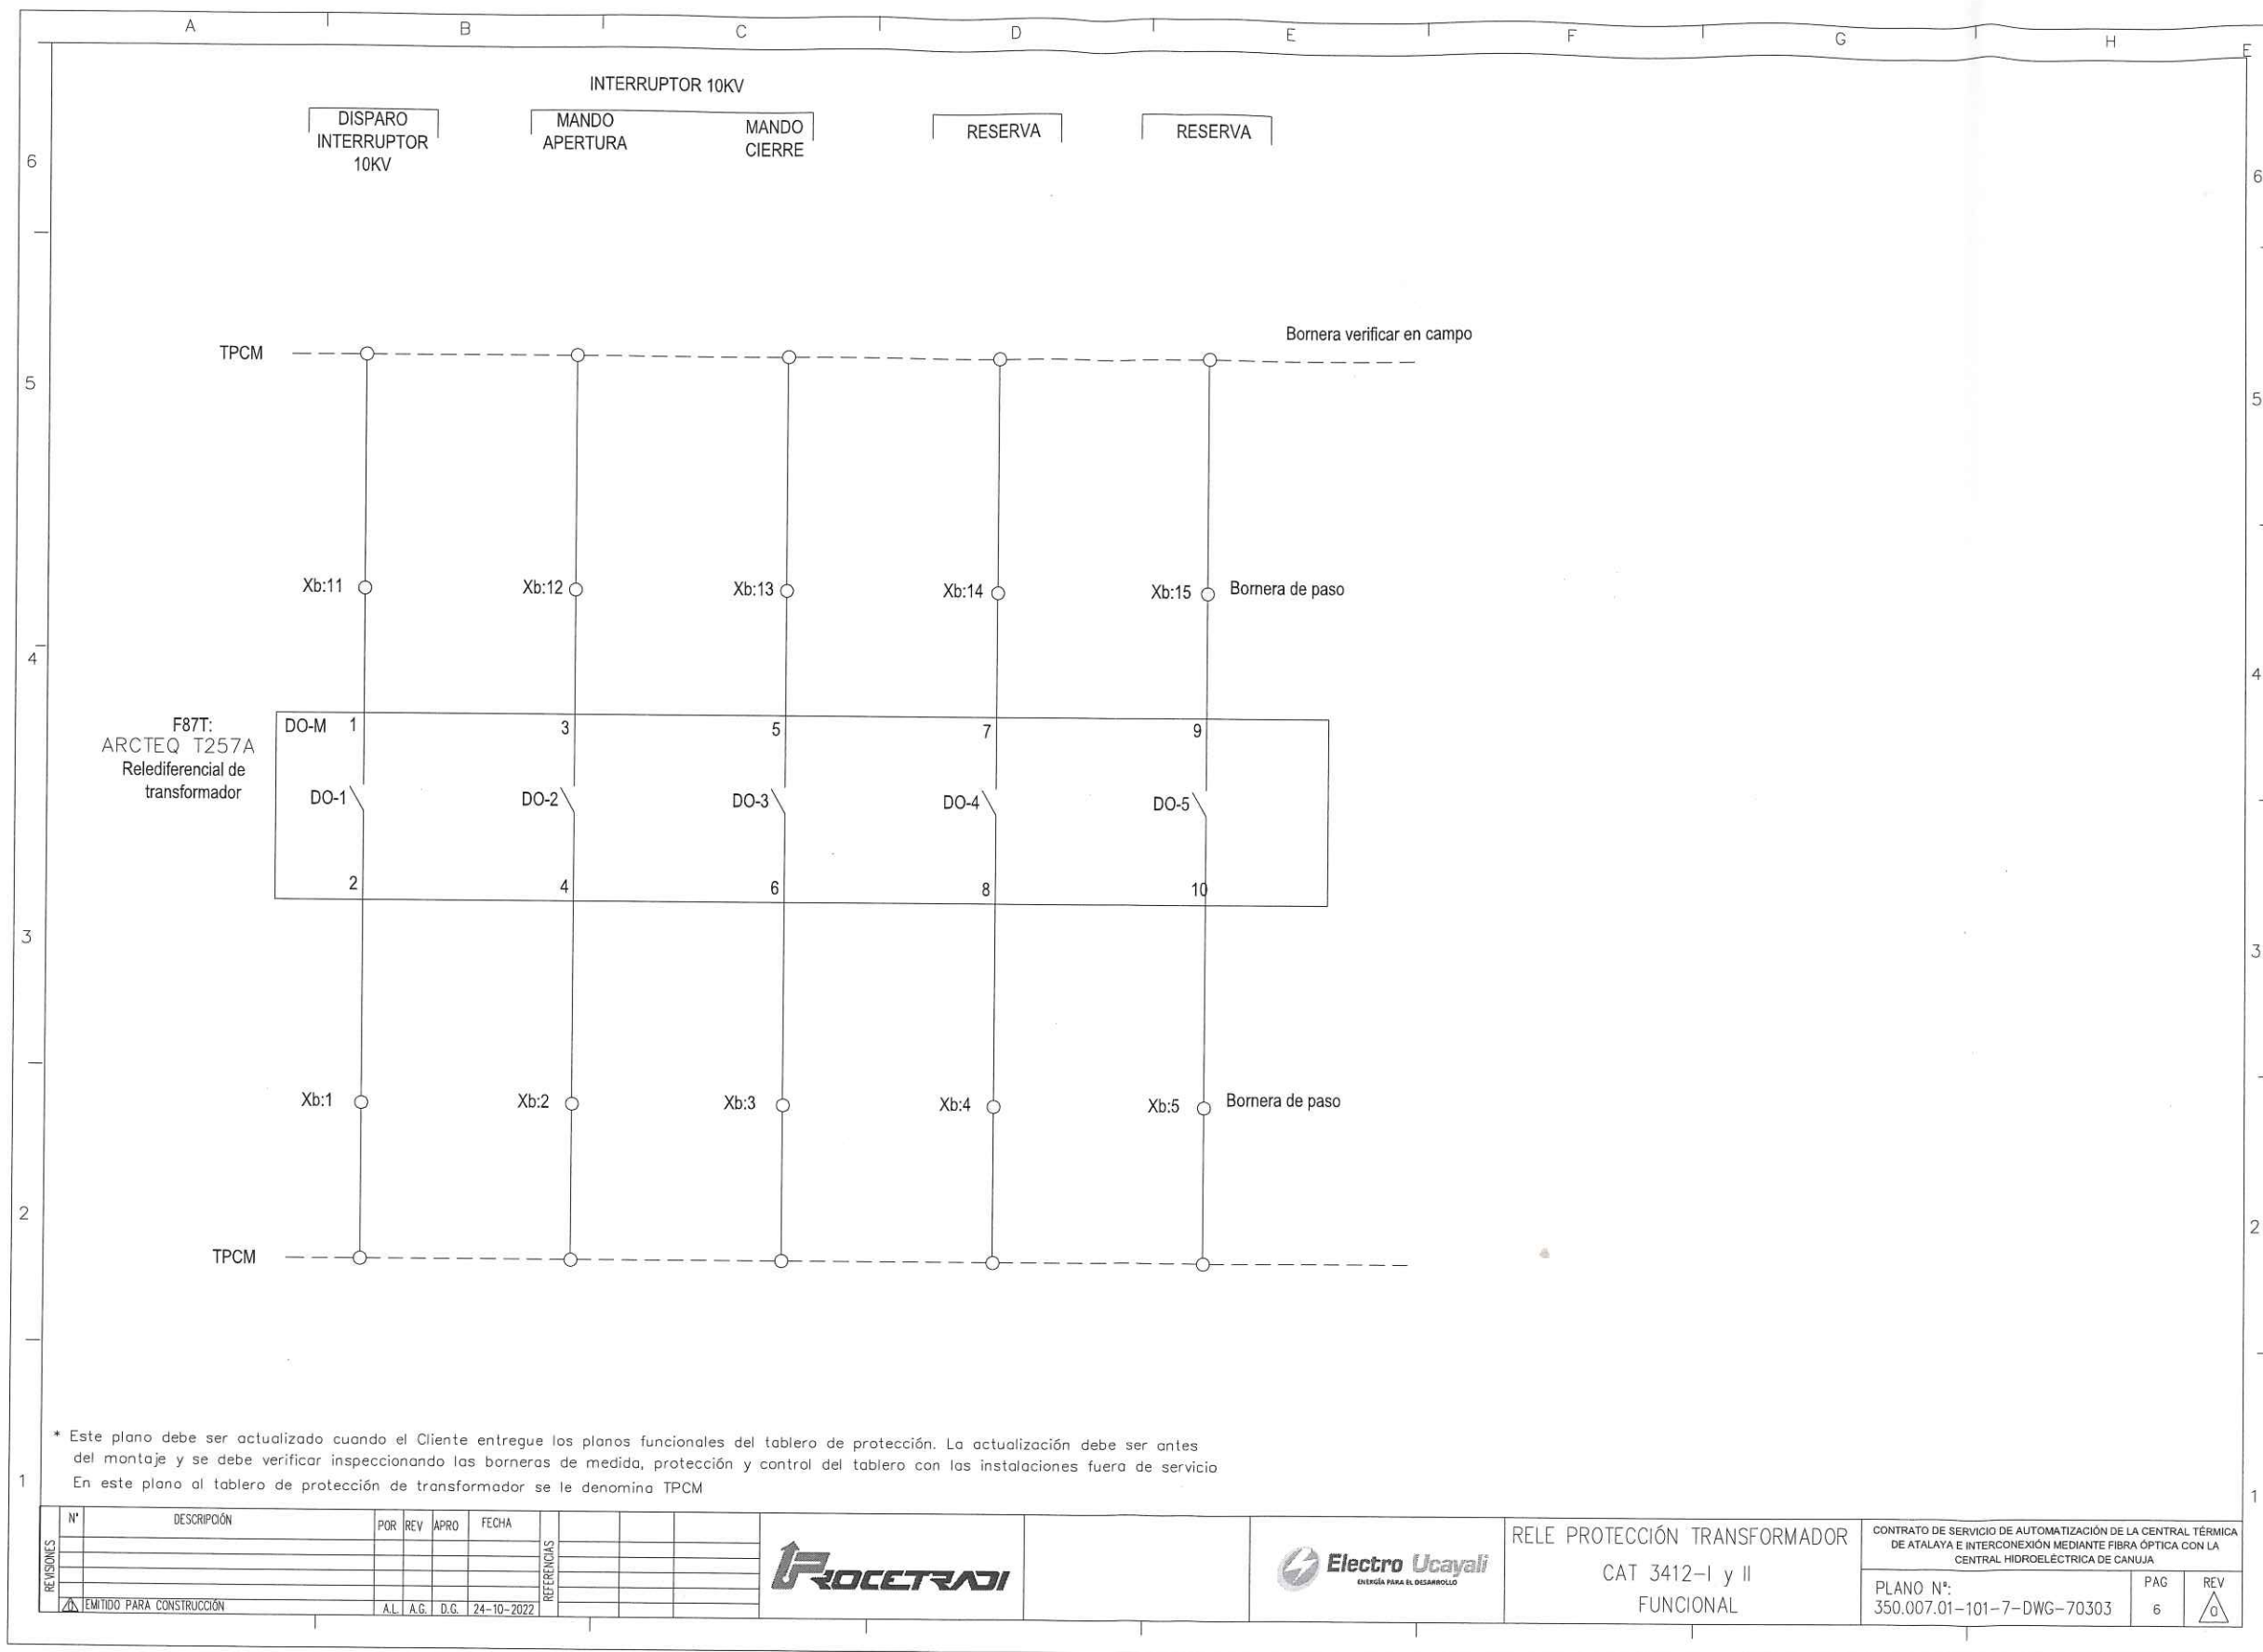 A B C D E F G H E
INTERRUPTOR 10KV
DISPARO
INTERRUPTOR
10KV
MANDO
APERTURA
MANDO
CIERRE
RESERVA
RESERVA
6 6
TPCM
Bornera verificar en campo
5 5
Xb:11 Xb:12 Xb:13 Xb:14 Xb:15 Bornera de paso
4 4
F87T:
ARCTEQ T257A
Relediferencial de
transformador
DO-M 1 3 5 7 9
DO-1 DO-2 DO-3 DO-4 DO-5
2 4 6 8 10
3 3
Xb:1 Xb:2 Xb:3 Xb:4 Xb:5 Bornera de paso
2 2
TPCM
* Este plano debe ser actualizado cuando el Cliente entregue los planos funcionales del tablero de protección. La actualización debe ser antes
del montaje y se debe verificar inspeccionando las borneras de medida, protección y control del tablero con las instalaciones fuera de servicio
En este plano al tablero de protección de transformador se le denomina TPCM
1 1
REVISIONES
N° DESCRIPCIÓN POR REV APRO FECHA
0 EMITIDO PARA CONSTRUCCIÓN A.L. A.G. D.G. 24-10-2022
REFERENCIAS
PROCETRADI
Electro Ucayali
ENERGÍA PARA EL DESARROLLO
RELE PROTECCIÓN TRANSFORMADOR
CAT 3412-I y II
FUNCIONAL
CONTRATO DE SERVICIO DE AUTOMATIZACIÓN DE LA CENTRAL TÉRMICA
DE ATALAYA E INTERCONEXIÓN MEDIANTE FIBRA ÓPTICA CON LA
CENTRAL HIDROELÉCTRICA DE CANUJA
PLANO N°:
350.007.01-101-7-DWG-70303
PAG
6
REV
0